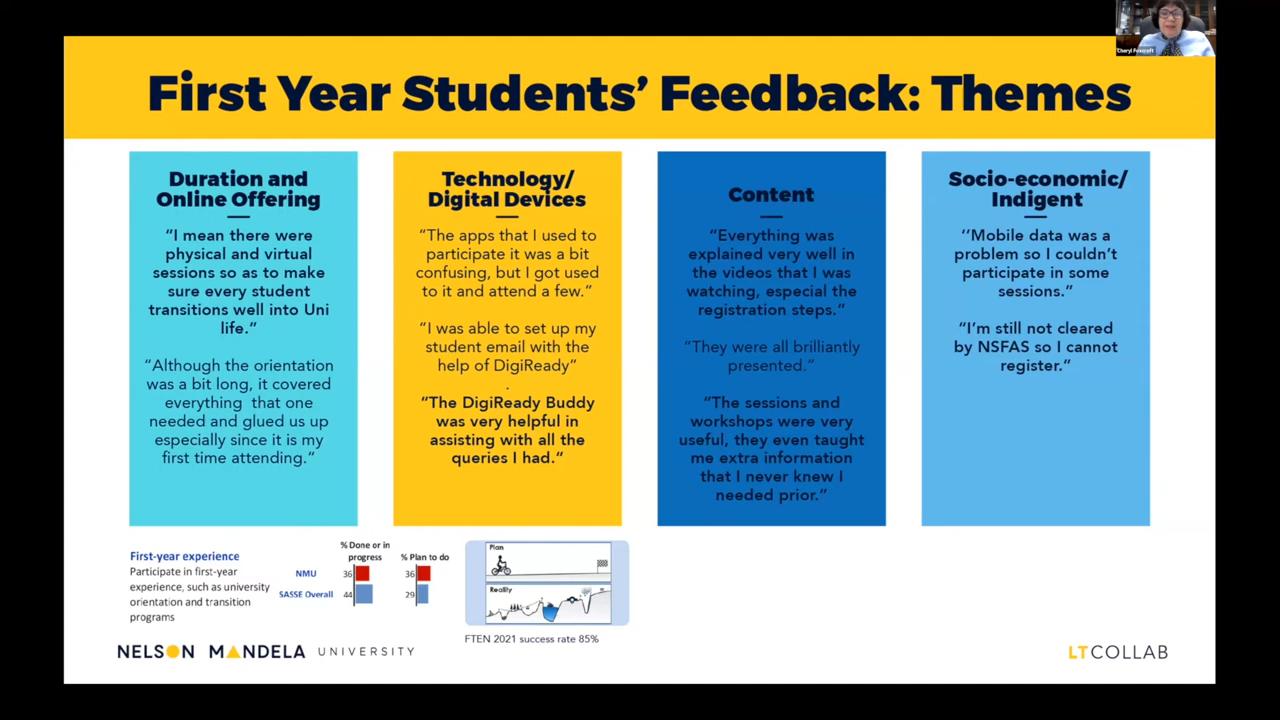 Cheryl Foxcroft
First Year Students’ Feedback: Themes
Duration and
Online Offering
“I mean there were
physical and virtual
sessions so as to make
sure every student
transitions well into Uni
life.”
“Although the orientation
was a bit long, it covered
everything that one
needed and glued us up
especially since it is my
first time attending.”
Technology/
Digital Devices
“The apps that I used to
participate it was a bit
confusing, but I got used
to it and attend a few.”
“I was able to set up my
student email with the
help of DigiReady”
.
“The DigiReady Buddy
was very helpful in
assisting with all the
queries I had.“
Content
“Everything was
explained very well in
the videos that I was
watching, especial the
registration steps.”
“They were all brilliantly
presented.”
“The sessions and
workshops were very
useful, they even taught
me extra information
that I never knew I
needed prior.”
Socio-economic/
Indigent
‘’Mobile data was a
problem so I couldn’t
participate in some
sessions.”
“I’m still not cleared
by NSFAS so I cannot
register.”
First-year experience
Participate in first-year
experience, such as university
orientation and transition
programs
% Done or in
progress
% Plan to do
NMU 36 36
SASSE Overall 44 29
Plan
Reality
FTEN 2021 success rate 85%
NELSON MANDELA UNIVERSITY
LTCOLLAB